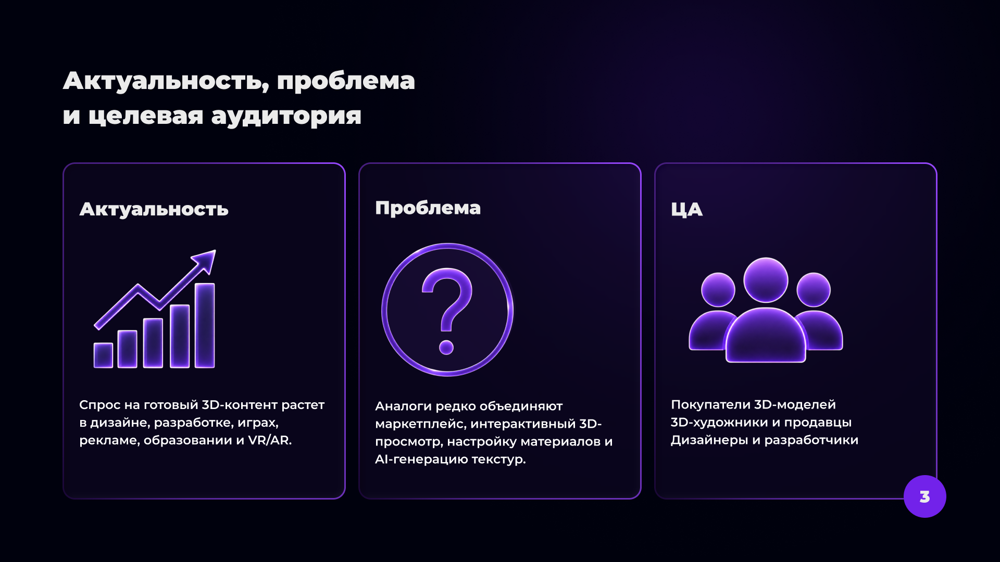 Актуальность, проблема
и целевая аудитория
Актуальность
Спрос на готовый 3D-контент растет
в дизайне, разработке, играх,
рекламе, образовании и VR/AR.
Проблема
?
Аналоги редко объединяют
маркетплейс, интерактивный 3D-
просмотр, настройку материалов и
AI-генерацию текстур.
ЦА
Покупатели 3D-моделей
3D-художники и продавцы
Дизайнеры и разработчики
3